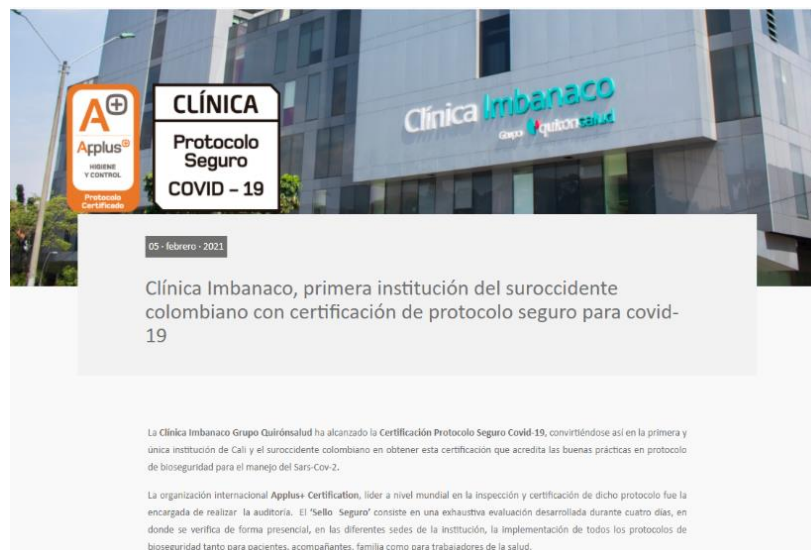 A+
Applus+
HIGIENE
Y CONTROL
Protocolo
Certificado
CLÍNICA
Protocolo
Seguro
COVID – 19
Clínica Imbanaco
Grupo quirónsalud
05 - febrero - 2021
Clínica Imbanaco, primera institución del suroccidente
colombiano con certificación de protocolo seguro para covid-
19
La Clínica Imbanaco Grupo Quirónsalud ha alcanzado la Certificación Protocolo Seguro Covid-19, convirtiéndose así en la primera y
única institución de Cali y el suroccidente colombiano en obtener esta certificación que acredita las buenas prácticas en protocolo
de bioseguridad para el manejo del Sars-Cov-2.
La organización internacional Applus+ Certification, líder a nivel mundial en la inspección y certificación de dicho protocolo fue la
encargada de realizar la auditoría. El ‘Sello Seguro’ consiste en una exhaustiva evaluación desarrollada durante cuatro días, en
donde se verifica de forma presencial, en las diferentes sedes de la institución, la implementación de todos los protocolos de
bioseguridad tanto para pacientes, acompañantes, familia como para trabajadores de la salud.